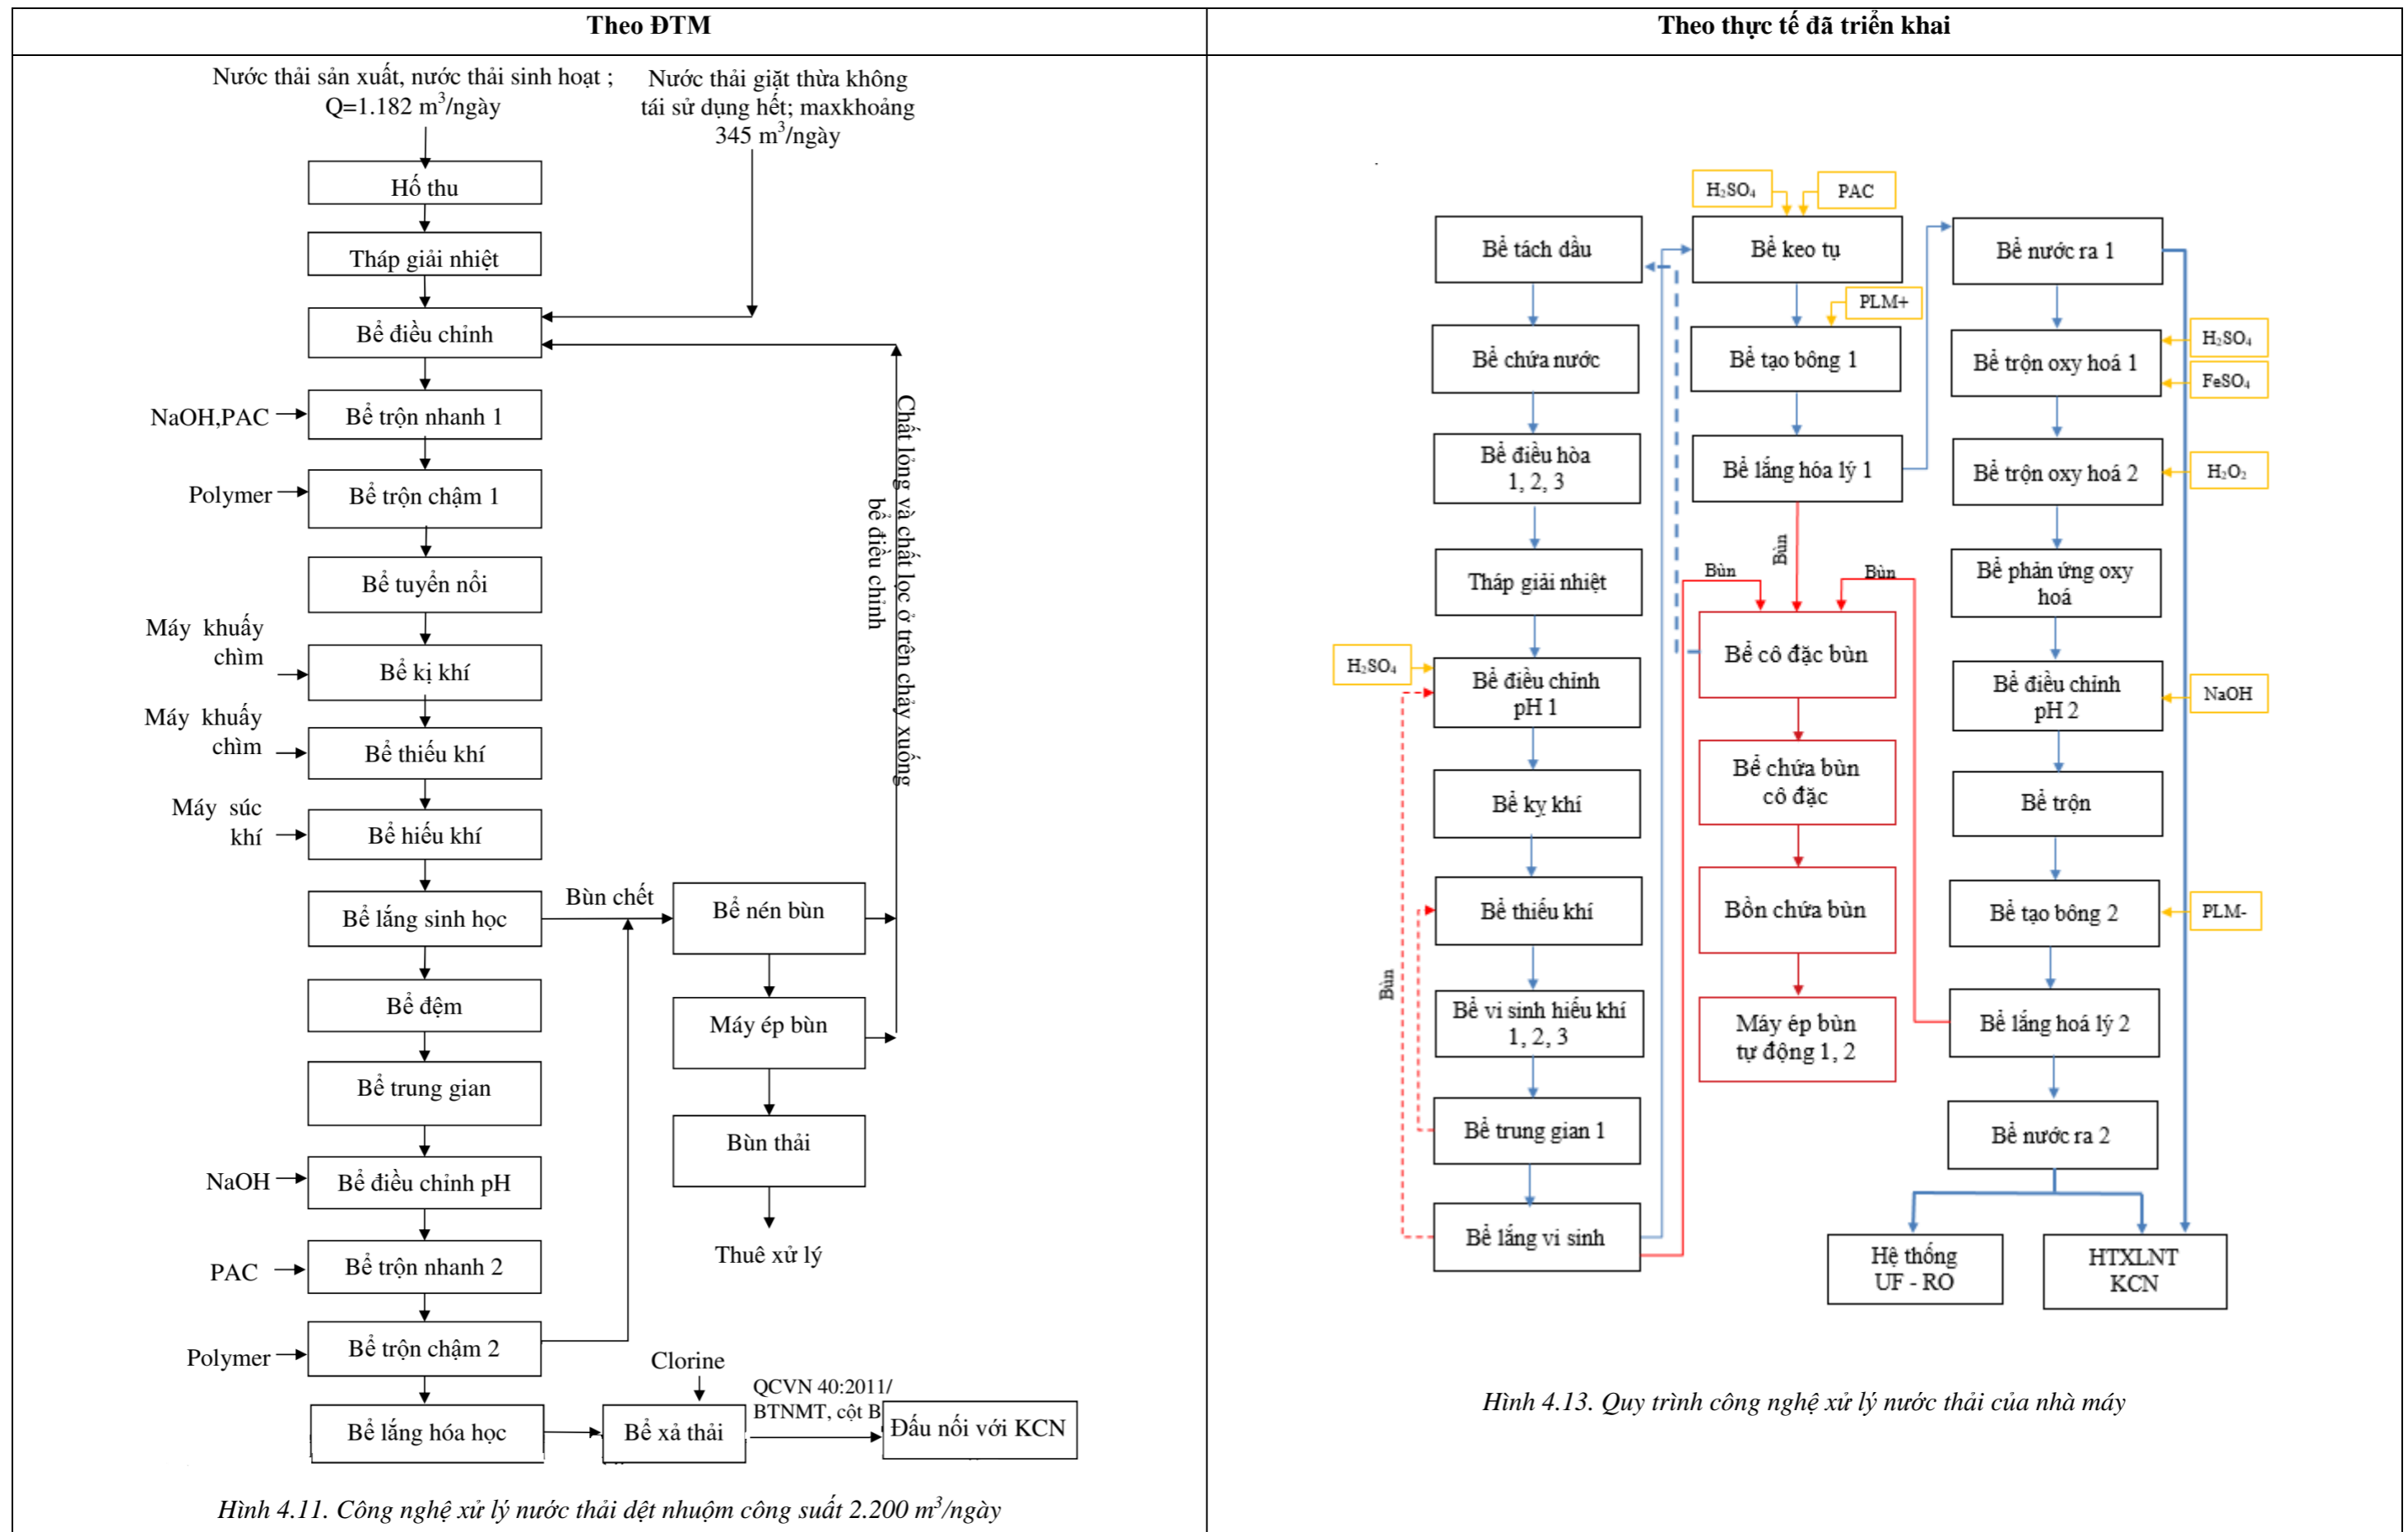 Theo ĐTM
Nước thải sản xuất, nước thải sinh hoạt ;
Q=1.182 m³/ngày
Nước thải giặt thừa không
tái sử dụng hết; maxkhoảng
345 m³/ngày
Hố thu
Tháp giải nhiệt
Bể điều chỉnh
NaOH,PAC
Bể trộn nhanh 1
Polymer
Bể trộn chậm 1
Bể tuyển nổi
Máy khuấy
chìm
Bể kị khí
Máy khuấy
chìm
Bể thiếu khí
Máy súc
khí
Bể hiếu khí
Chất lỏng và chất lọc ở trên chảy xuống
bể điều chỉnh
Bể lắng sinh học
Bùn chết
Bể nén bùn
Bể đệm
Máy ép bùn
Bể trung gian
Bùn thải
NaOH
Bể điều chỉnh pH
Thuê xử lý
PAC
Bể trộn nhanh 2
Polymer
Bể trộn chậm 2
Clorine
QCVN 40:2011/
BTNMT, cột B
Bể lắng hóa học
Bể xả thải
Đấu nối với KCN
Hình 4.11. Công nghệ xử lý nước thải dệt nhuộm công suất 2.200 m³/ngày
Theo thực tế đã triển khai
Bể tách dầu
Bể chứa nước
Bể điều hòa
1, 2, 3
Tháp giải nhiệt
H₂SO₄
Bể điều chỉnh
pH 1
Bể kỵ khí
Bể thiếu khí
Bùn
Bể vi sinh hiếu khí
1, 2, 3
Bể trung gian 1
Bể lắng vi sinh
H₂SO₄
PAC
Bể keo tụ
PLM+
Bể tạo bông 1
Bể lắng hóa lý 1
Bùn
Bùn
Bùn
Bể cô đặc bùn
Bể chứa bùn
cô đặc
Bồn chứa bùn
Máy ép bùn
tự động 1, 2
Bể nước ra 1
H₂SO₄
Bể trộn oxy hoá 1
FeSO₄
Bể trộn oxy hoá 2
H₂O₂
Bể phản ứng oxy
hoá
Bể điều chỉnh
pH 2
NaOH
Bể trộn
Bể tạo bông 2
PLM-
Bể lắng hoá lý 2
Bể nước ra 2
Hệ thống
UF - RO
HTXLNT
KCN
Hình 4.13. Quy trình công nghệ xử lý nước thải của nhà máy